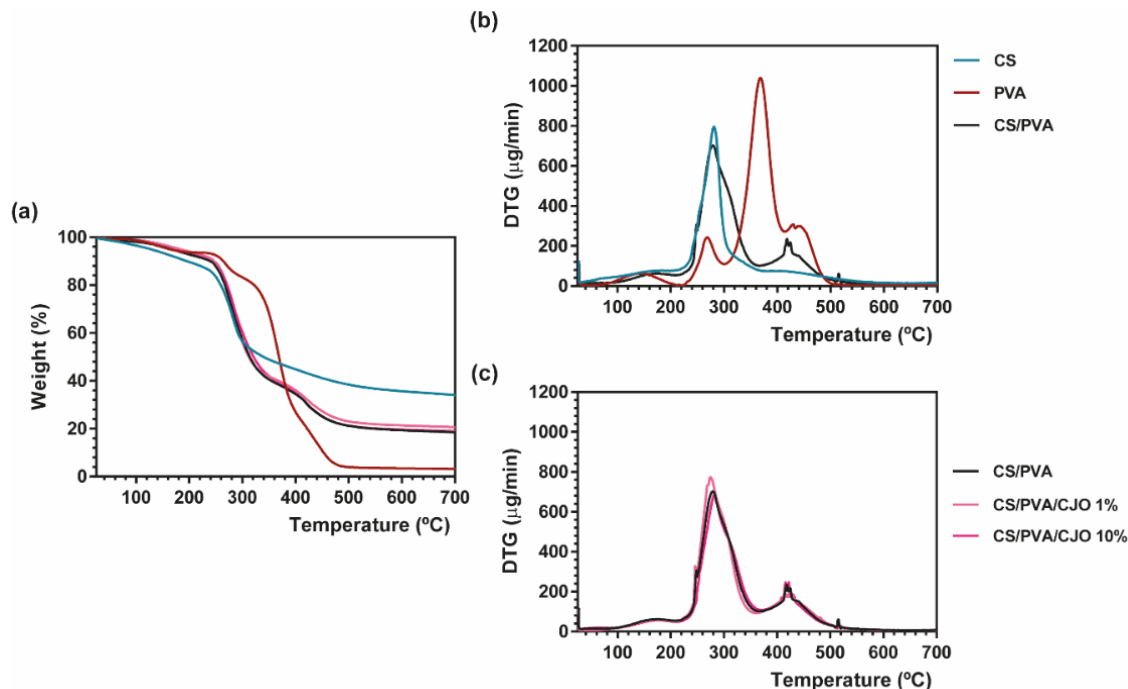 (a)
100
80
60
40
20
0
Weight (%)
100 200 300 400 500 600 700
Temperature (ºC)
(b)
1200
1000
800
600
400
200
0
DTG (µg/min)
100 200 300 400 500 600 700
Temperature (ºC)
CS
PVA
CS/PVA
(c)
1200
1000
800
600
400
200
0
DTG (µg/min)
100 200 300 400 500 600 700
Temperature (ºC)
CS/PVA
CS/PVA/CJO 1%
CS/PVA/CJO 10%